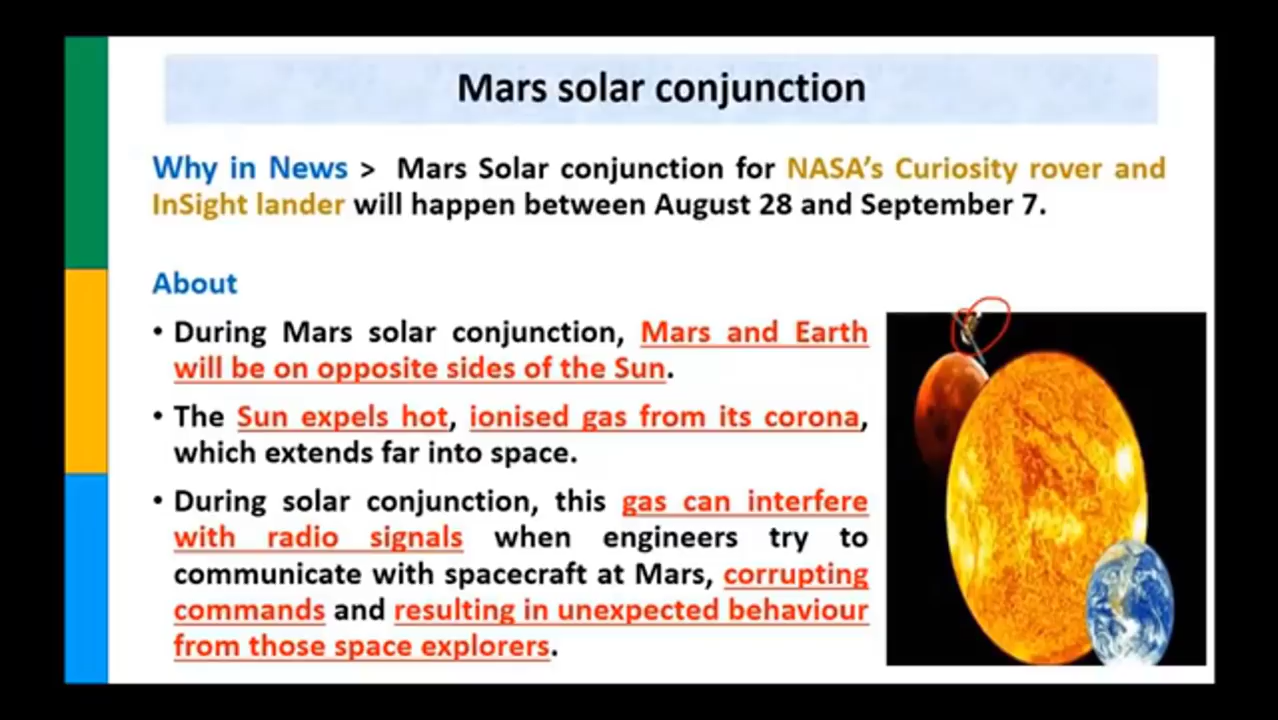 Mars solar conjunction
Why in News > Mars Solar conjunction for NASA's Curiosity rover and
InSight lander will happen between August 28 and September 7.
About
• During Mars solar conjunction, Mars and Earth
will be on opposite sides of the Sun.
• The Sun expels hot, ionised gas from its corona,
which extends far into space.
• During solar conjunction, this gas can interfere
with radio signals when engineers try to
communicate with spacecraft at Mars, corrupting
commands and resulting in unexpected behaviour
from those space explorers.